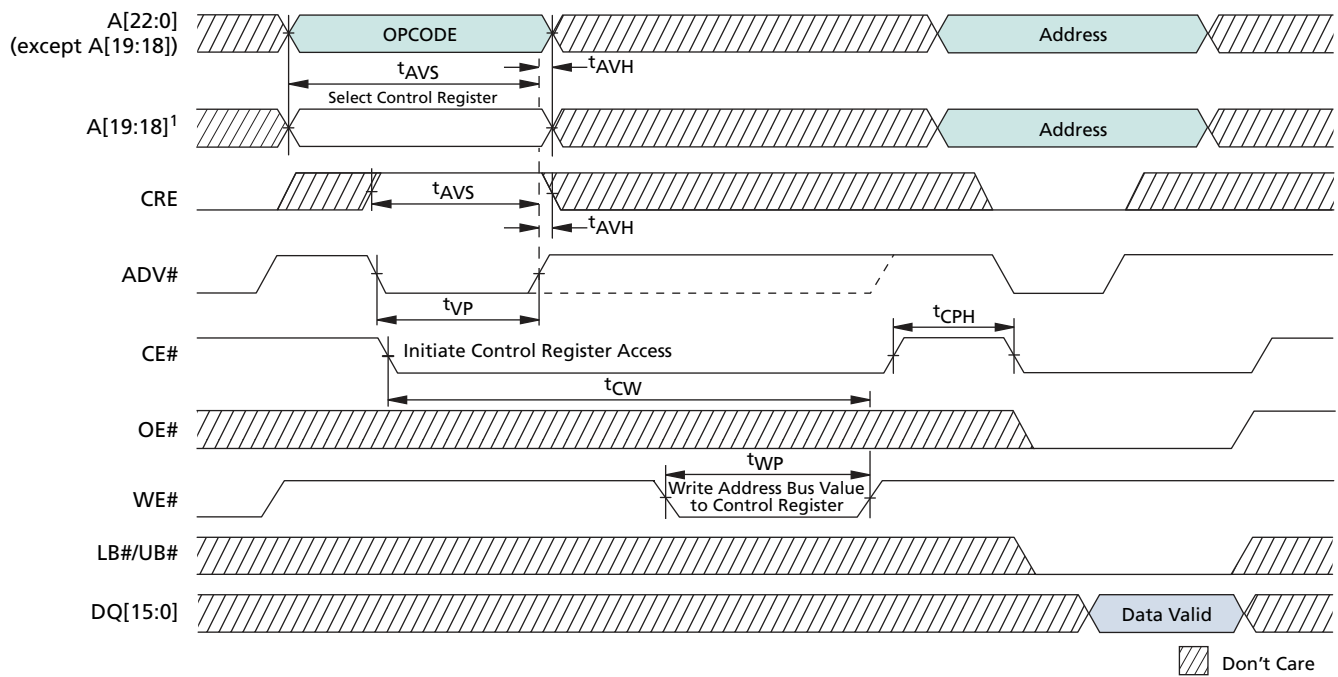 A[22:0]
(except A[19:18])
OPCODE
Address
tAVS
tAVH
Select Control Register
A[19:18]1
Address
CRE
tAVS
tAVH
ADV#
tVP
tCPH
CE#
Initiate Control Register Access
tCW
OE#
tWP
WE#
Write Address Bus Value
to Control Register
LB#/UB#
DQ[15:0]
Data Valid
Don't Care